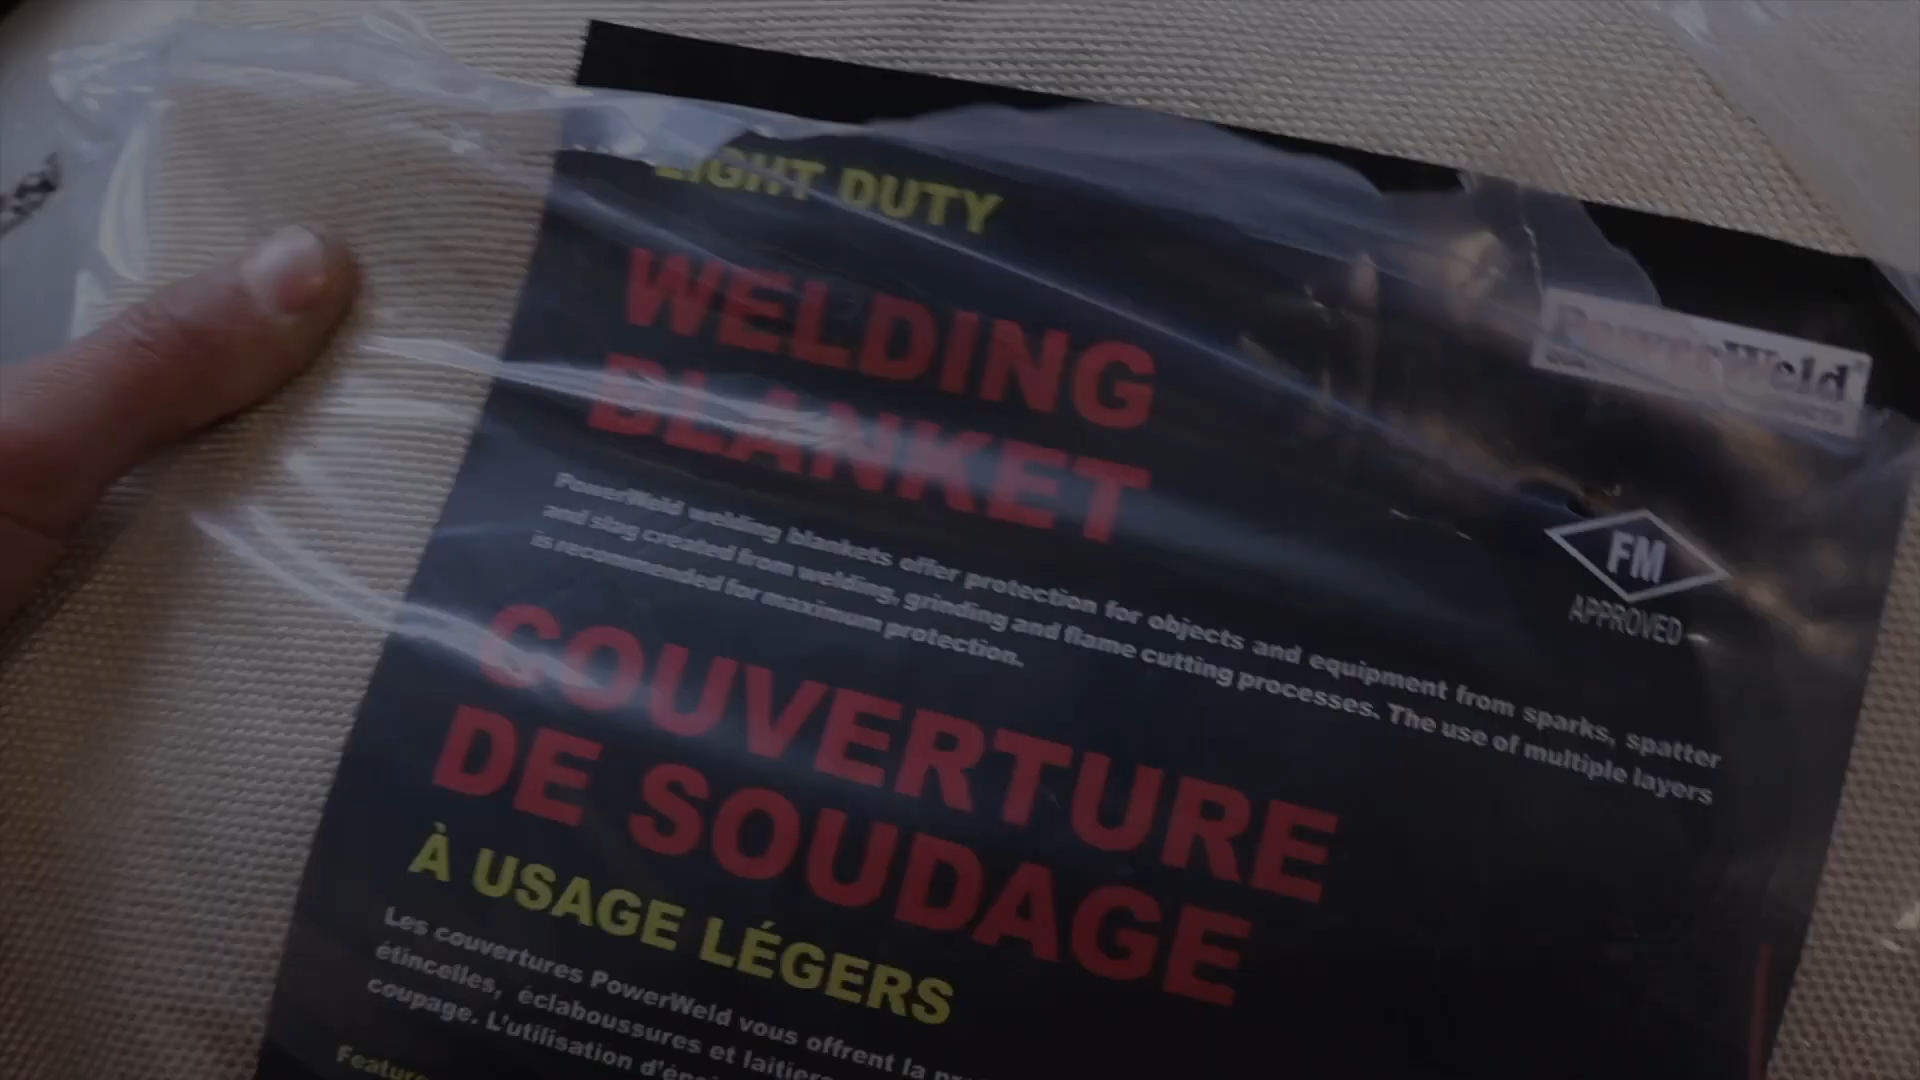 LIGHT DUTY
WELDING
BLANKET
PowerWeld
FM
APPROVED
PowerWeld welding blankets offer protection for objects and equipment from sparks, spatter
and slag created from welding, grinding and flame cutting processes. The use of multiple layers
is recommended for maximum protection.
COUVERTURE
DE SOUDAGE
À USAGE LÉGERS
Les couvertures PowerWeld vous offrent la
étincelles, éclaboussures et laitiers
coupage. L'utilisation